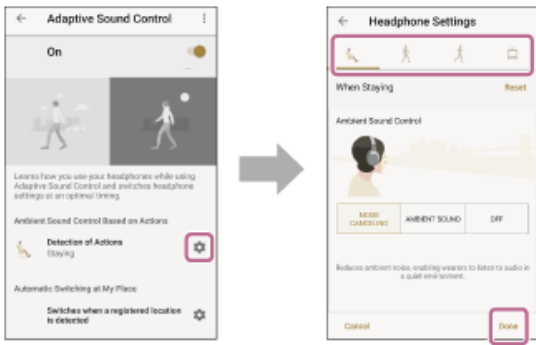 Adaptive Sound Control
On
Learns how you use your headphones while using
Adaptive Sound Control and switches headphone
settings at an optimal timing.
Ambient Sound Control Based on Actions
Detection of Actions
Staying
Automatic Switching at My Place
Switches when a registered location
is detected
Headphone Settings
When Staying
Reset
Ambient Sound Control
NOISE
CANCELING
AMBIENT SOUND
OFF
Reduces ambient noise, enabling wearers to listen to audio in
a quiet environment.
Cancel
Done